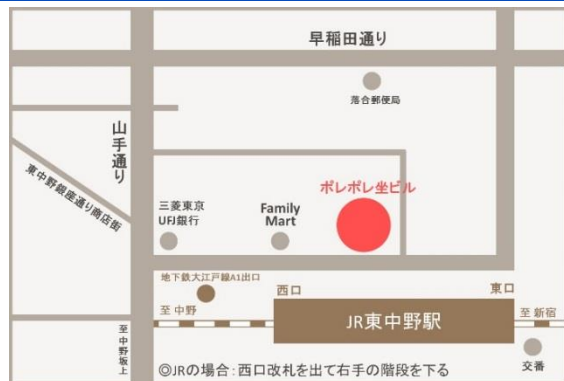 早稲田通り
落合郵便局
山手通り
東中野銀座通り商店街
ポレポレ坐ビル
三菱東京
UFJ銀行
Family
Mart
地下鉄大江戸線A1出口
西口
東口
至 中野
JR東中野駅
至 新宿
至中野坂上
交番
◎JRの場合:西口改札を出て右手の階段を下る